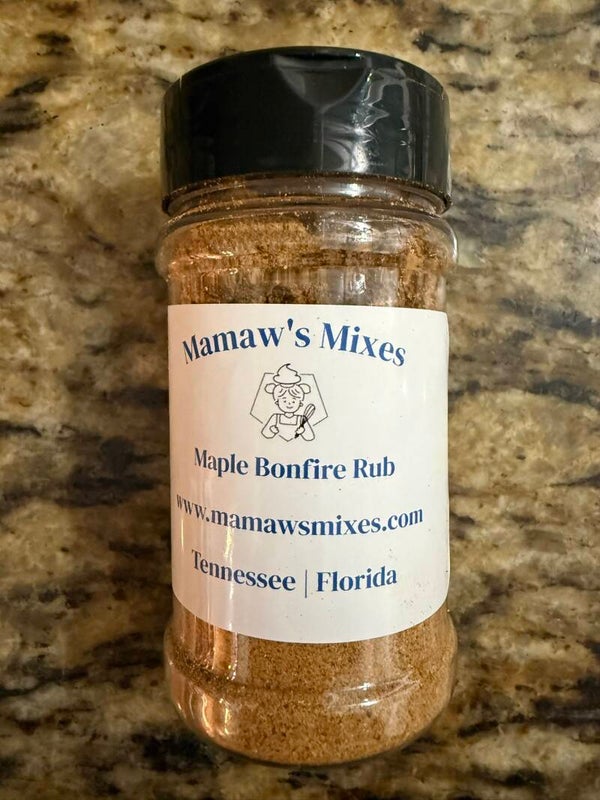 Mamaw's Mixes
Maple Bonfire Rub
www.mamawsmixes.com
Tennessee | Florida